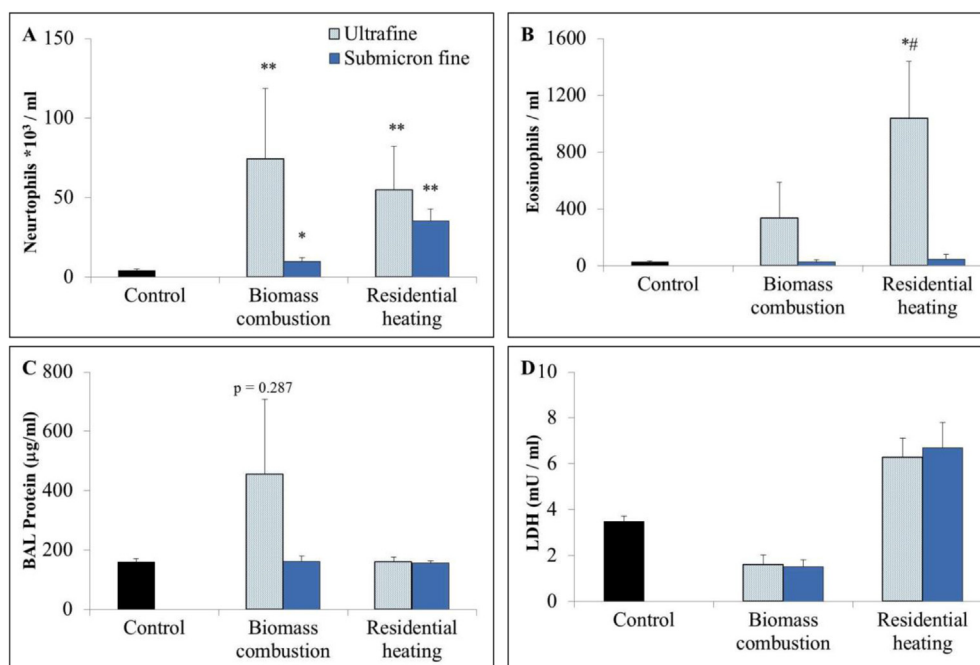 A
Neurtophils *10³ / ml
150
100
50
0
Ultrafine
Submicron fine
**
*
**
**
Control
Biomass
combustion
Residential
heating
B
Eosinophils / ml
1600
1200
800
400
0
*#
Control
Biomass
combustion
Residential
heating
C
BAL Protein (µg/ml)
800
600
400
200
0
p = 0.287
Control
Biomass
combustion
Residential
heating
D
LDH (mU / ml)
10
8
6
4
2
0
Control
Biomass
combustion
Residential
heating